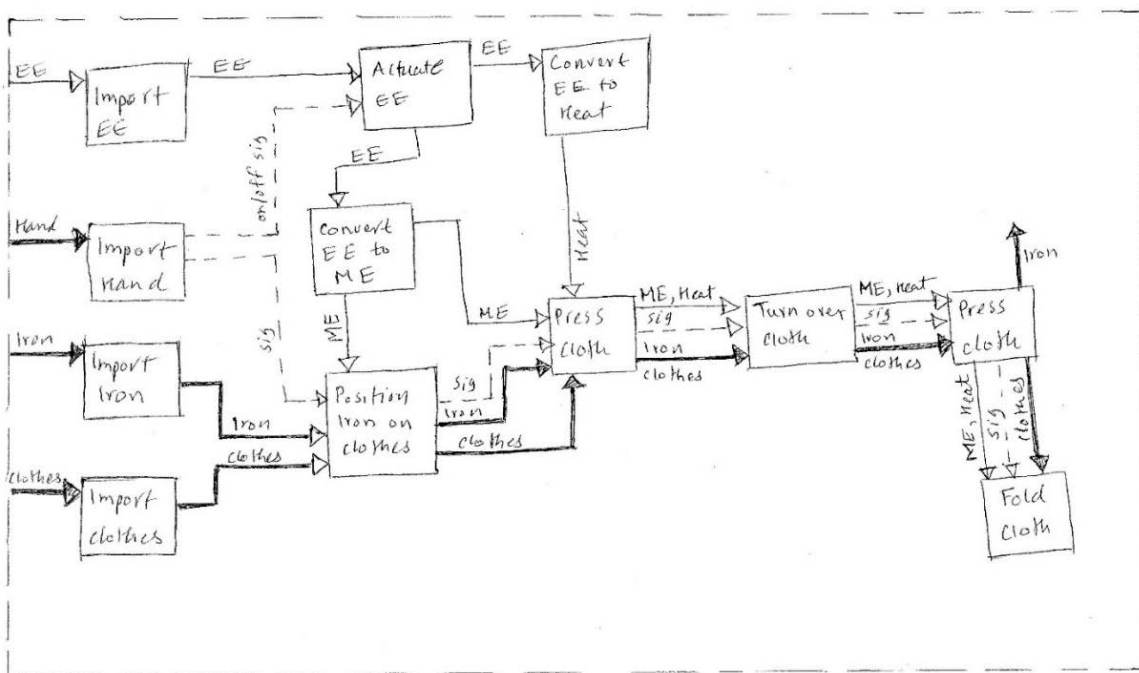 EE
Import
EE
EE
Actuate
EE
EE
Convert
EE to
Heat
on/off sig
EE
Heat
Hand
Import
Hand
Convert
EE to
ME
Iron
ME
sig
ME
Iron
Import
Iron
Iron
clothes
Position
Iron on
clothes
Sig
Iron
clothes
Press
cloth
ME, Heat
sig
Iron
clothes
Turn over
cloth
ME, Heat
sig
Iron
clothes
Press
cloth
ME, Heat
sig
clothes
clothes
Import
clothes
Fold
cloth